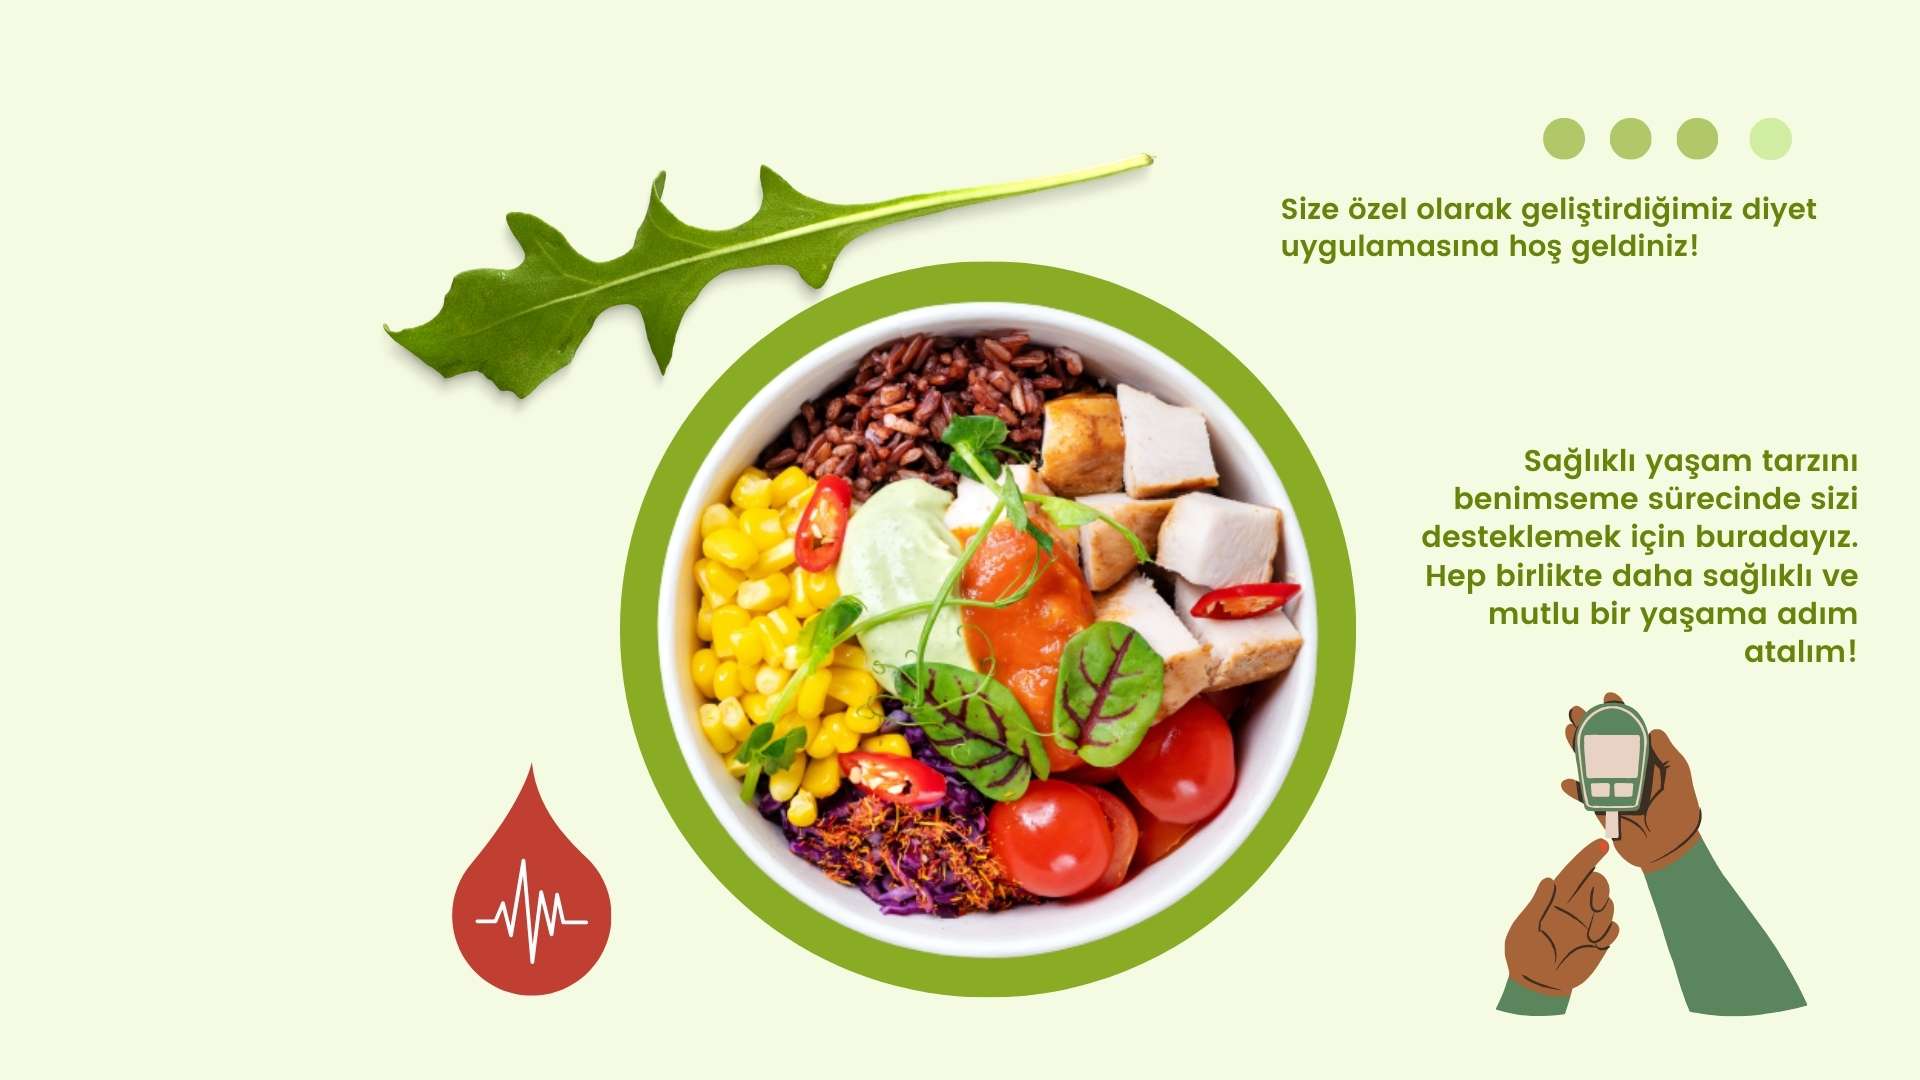 Size özel olarak geliştirdiğimiz diyet
uygulamasına hoş geldiniz!
Sağlıklı yaşam tarzını
benimseme sürecinde sizi
desteklemek için buradayız.
Hep birlikte daha sağlıklı ve
mutlu bir yaşama adım
atalım!